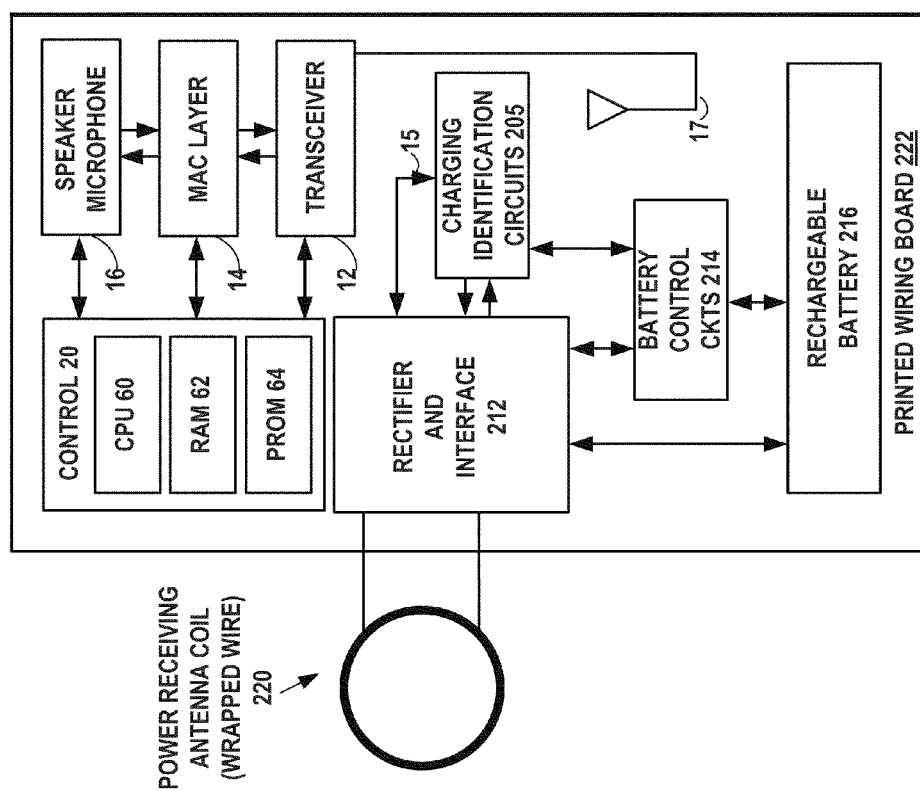 SPEAKER
MICROPHONE
16
MAC LAYER
14
TRANSCEIVER
12
CONTROL 20
CPU 60
RAM 62
PROM 64
15
CHARGING
IDENTIFICATION
CIRCUITS 205
17
RECTIFIER
AND
INTERFACE
212
BATTERY
CONTROL
CKTS 214
RECHARGEABLE
BATTERY 216
PRINTED WIRING BOARD 222
POWER RECEIVING
ANTENNA COIL
(WRAPPED WIRE)
220